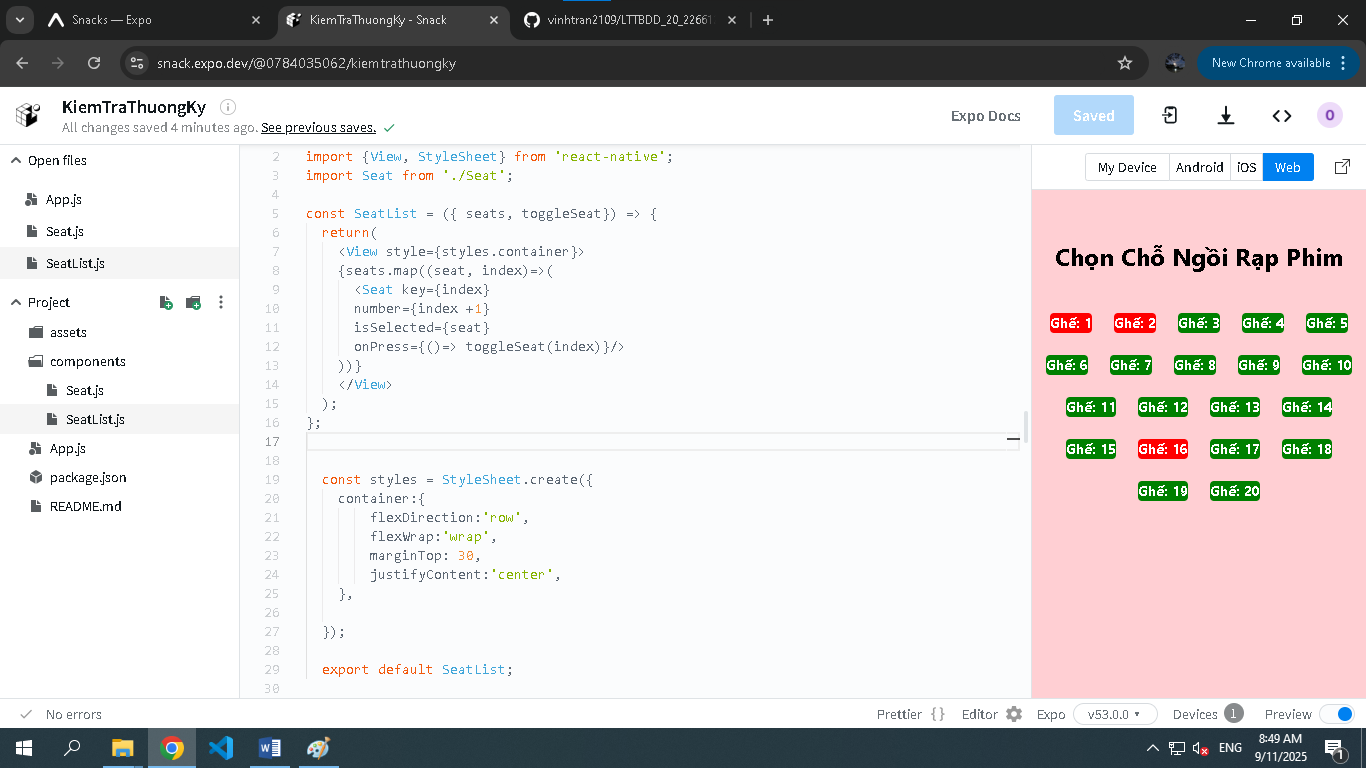 Snacks — Expo
KiemTraThuongKy - Snack
vinhtran2109/LTTBDD_20_2266
snack.expo.dev/@0784035062/kiemtrathuongky
New Chrome available
KiemTraThuongKy
All changes saved 4 minutes ago. See previous saves.
Expo Docs
Saved
O
Open files
App.js
Seat.js
SeatList.js
Project
assets
components
Seat.js
SeatList.js
App.js
package.json
README.md
2 import {View, StyleSheet} from 'react-native';
3 import Seat from './Seat';
4
5 const SeatList = ({ seats, toggleSeat}) => {
6 return(
7 <View style={styles.container}>
8 {seats.map((seat, index)=>(
9 <Seat key={index}
10 number={index +1}
11 isSelected={seat}
12 onPress={()=> toggleSeat(index)}/>
13 ))}
14 </View>
15 );
16 };
17
18
19 const styles = StyleSheet.create({
20 container:{
21 flexDirection:'row',
22 flexWrap:'wrap',
23 marginTop: 30,
24 justifyContent:'center',
25 },
26
27 });
28
29 export default SeatList;
30
My Device Android iOS Web
Chọn Chỗ Ngồi Rạp Phim
Ghế: 1 Ghế: 2 Ghế: 3 Ghế: 4 Ghế: 5
Ghế: 6 Ghế: 7 Ghế: 8 Ghế: 9 Ghế: 10
Ghế: 11 Ghế: 12 Ghế: 13 Ghế: 14
Ghế: 15 Ghế: 16 Ghế: 17 Ghế: 18
Ghế: 19 Ghế: 20
No errors
Prettier {} Editor Expo v53.0.0 Devices 1 Preview
ENG
8:49 AM
9/11/2025
1